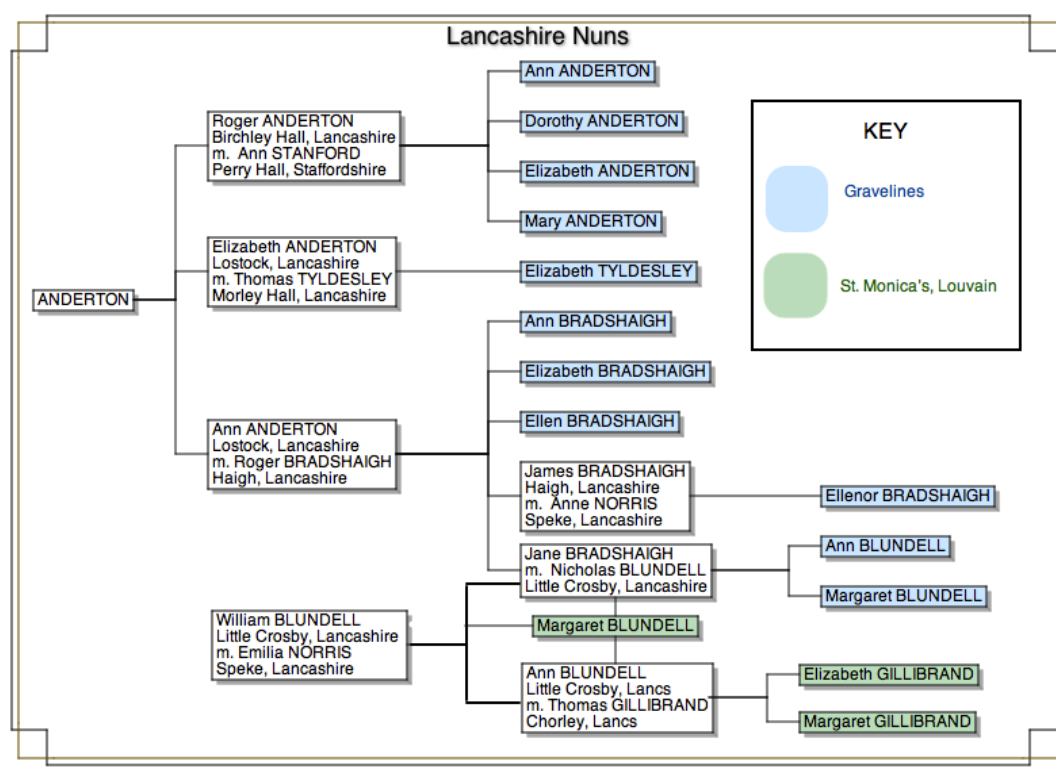 Lancashire Nuns
Ann ANDERTON
Roger ANDERTON
Birchley Hall, Lancashire
m. Ann STANFORD
Perry Hall, Staffordshire
Dorothy ANDERTON
Elizabeth ANDERTON
Mary ANDERTON
KEY
Gravelines
St. Monica's, Louvain
ANDERTON
Elizabeth ANDERTON
Lostock, Lancashire
m. Thomas TYLDESLEY
Morley Hall, Lancashire
Elizabeth TYLDESLEY
Ann BRADSHAIGH
Elizabeth BRADSHAIGH
Ellen BRADSHAIGH
Ann ANDERTON
Lostock, Lancashire
m. Roger BRADSHAIGH
Haigh, Lancashire
James BRADSHAIGH
Haigh, Lancashire
m. Anne NORRIS
Speke, Lancashire
Ellenor BRADSHAIGH
Jane BRADSHAIGH
m. Nicholas BLUNDELL
Little Crosby, Lancashire
Ann BLUNDELL
Margaret BLUNDELL
William BLUNDELL
Little Crosby, Lancashire
m. Emilia NORRIS
Speke, Lancashire
Margaret BLUNDELL
Ann BLUNDELL
Little Crosby, Lancs
m. Thomas GILLIBRAND
Chorley, Lancs
Elizabeth GILLIBRAND
Margaret GILLIBRAND